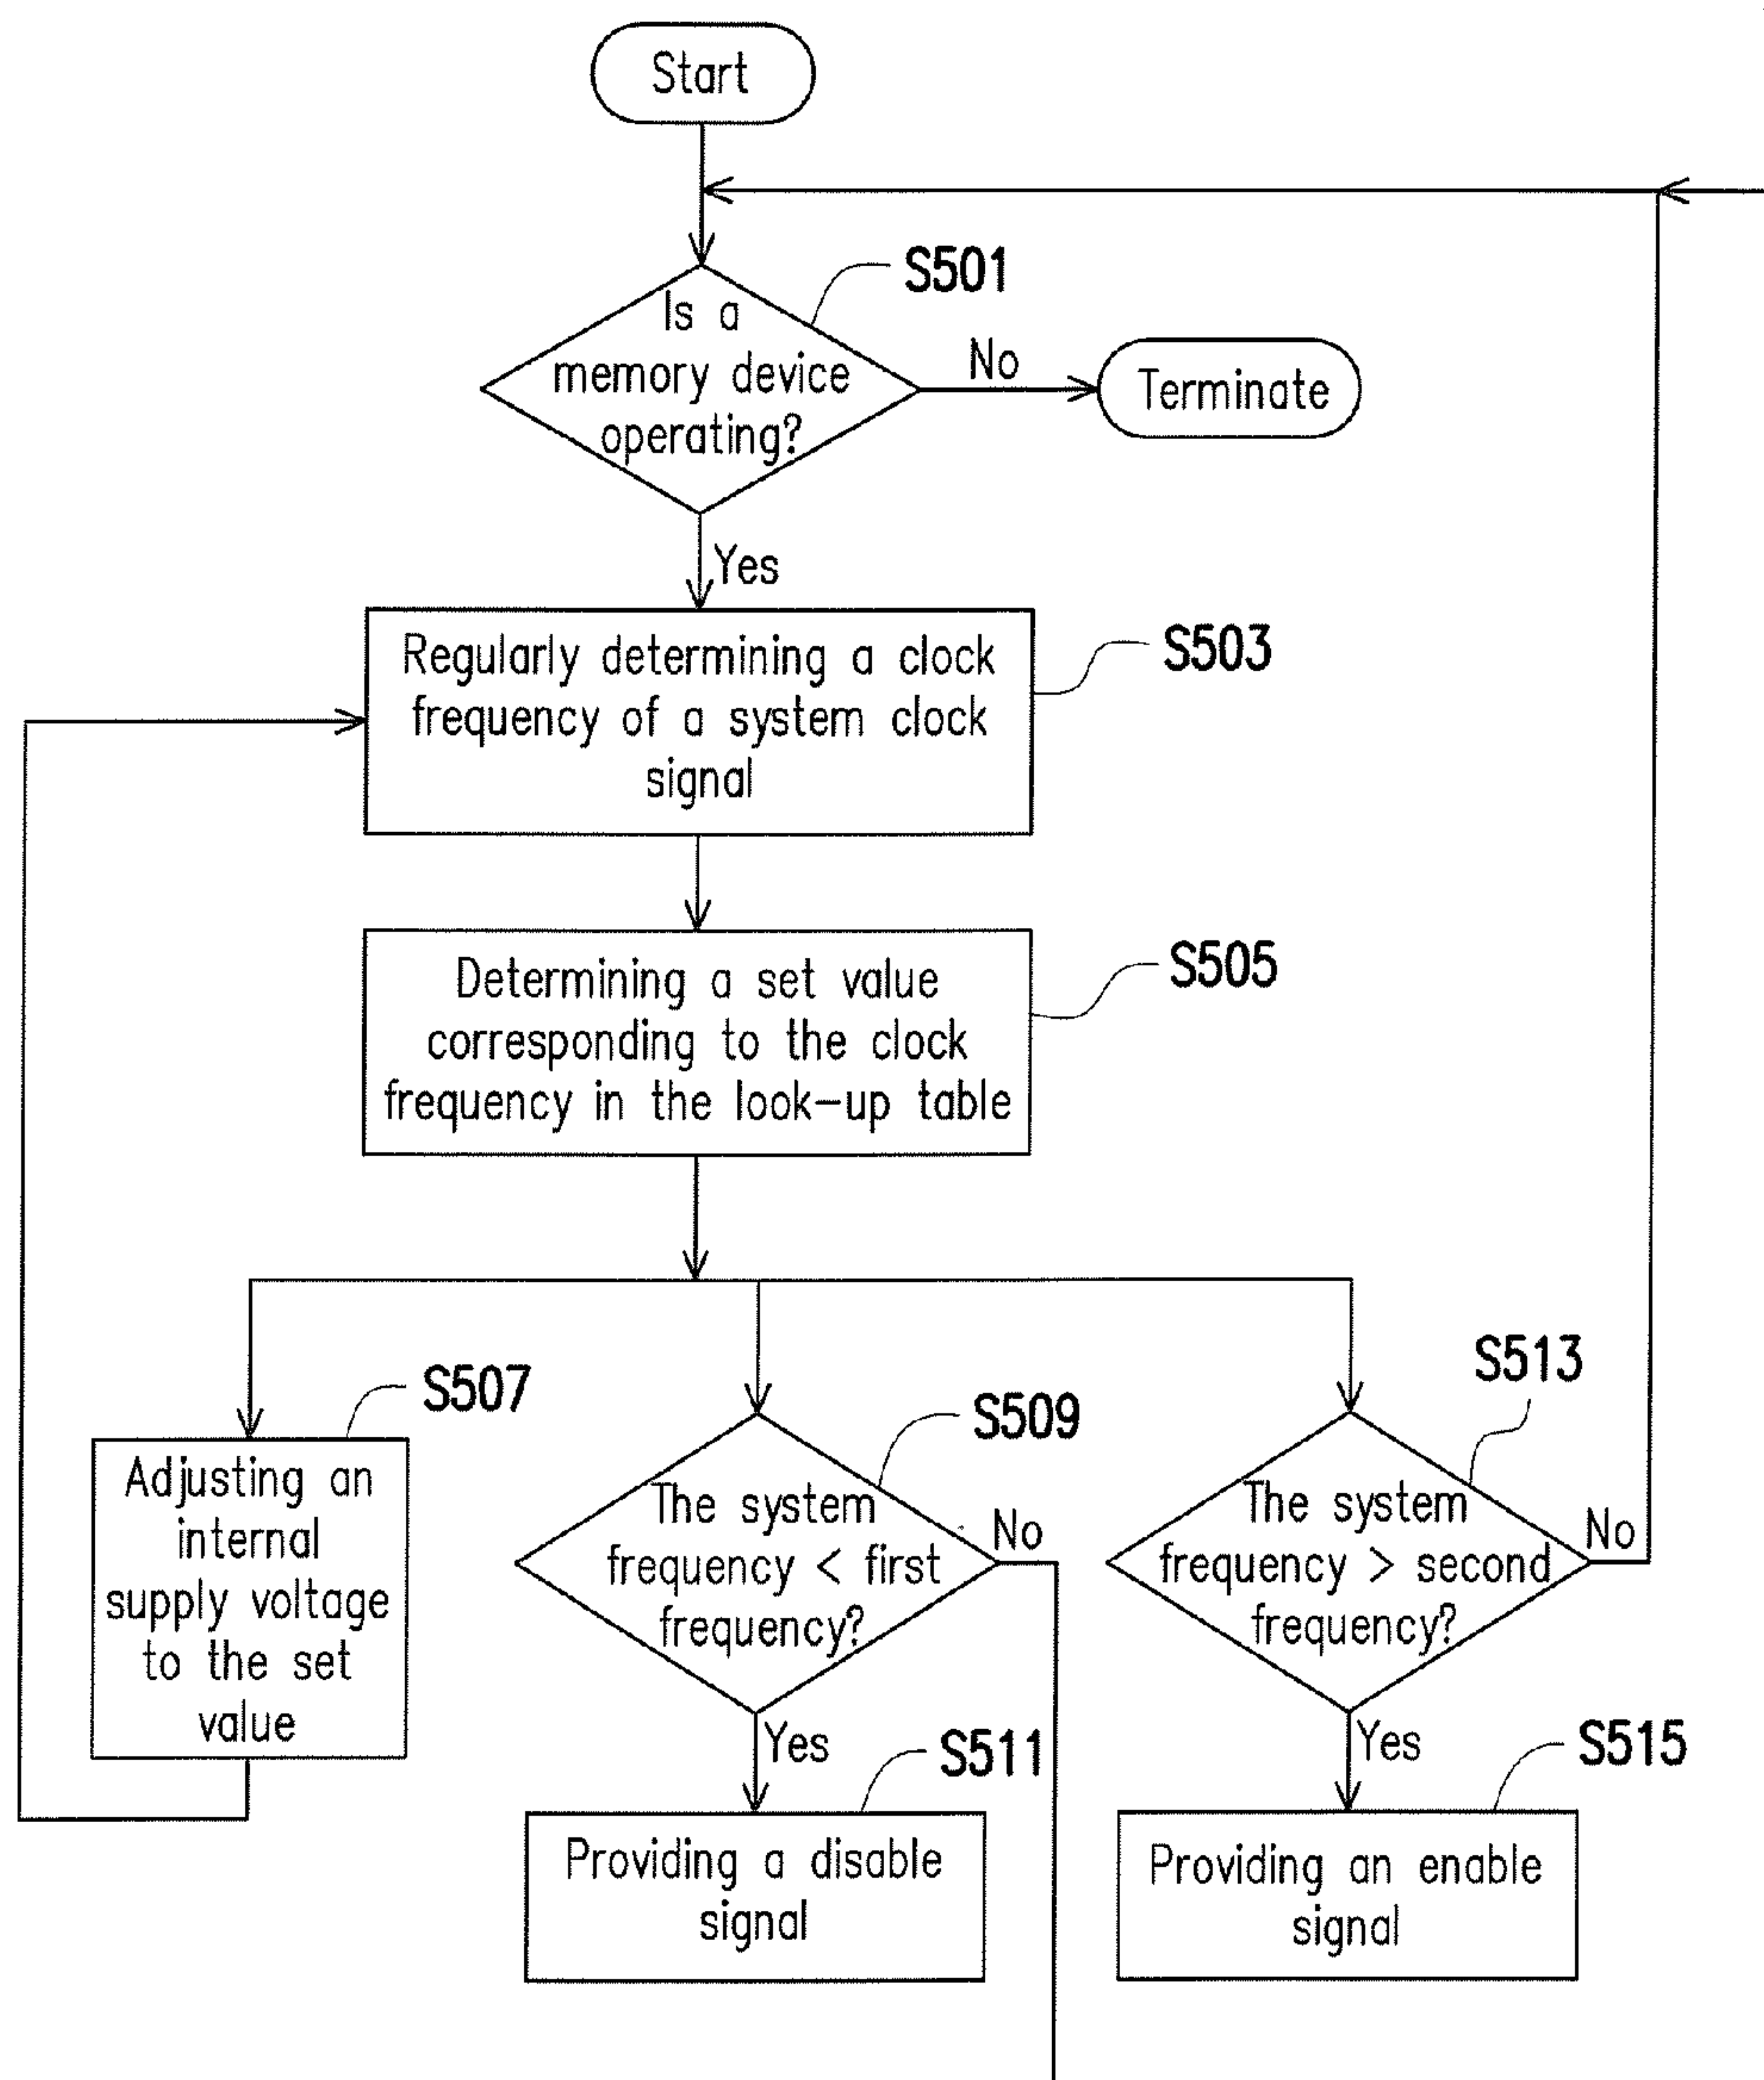 Start
S501
Is a
memory device
operating?
No
Terminate
Yes
Regularly determining a clock
frequency of a system clock
signal
S503
Determining a set value
corresponding to the clock
frequency in the look-up table
S505
S507
Adjusting an
internal
supply voltage
to the set
value
S509
The system
frequency < first
frequency?
No
Yes
S511
Providing a disable
signal
S513
The system
frequency > second
frequency?
No
Yes
S515
Providing an enable
signal